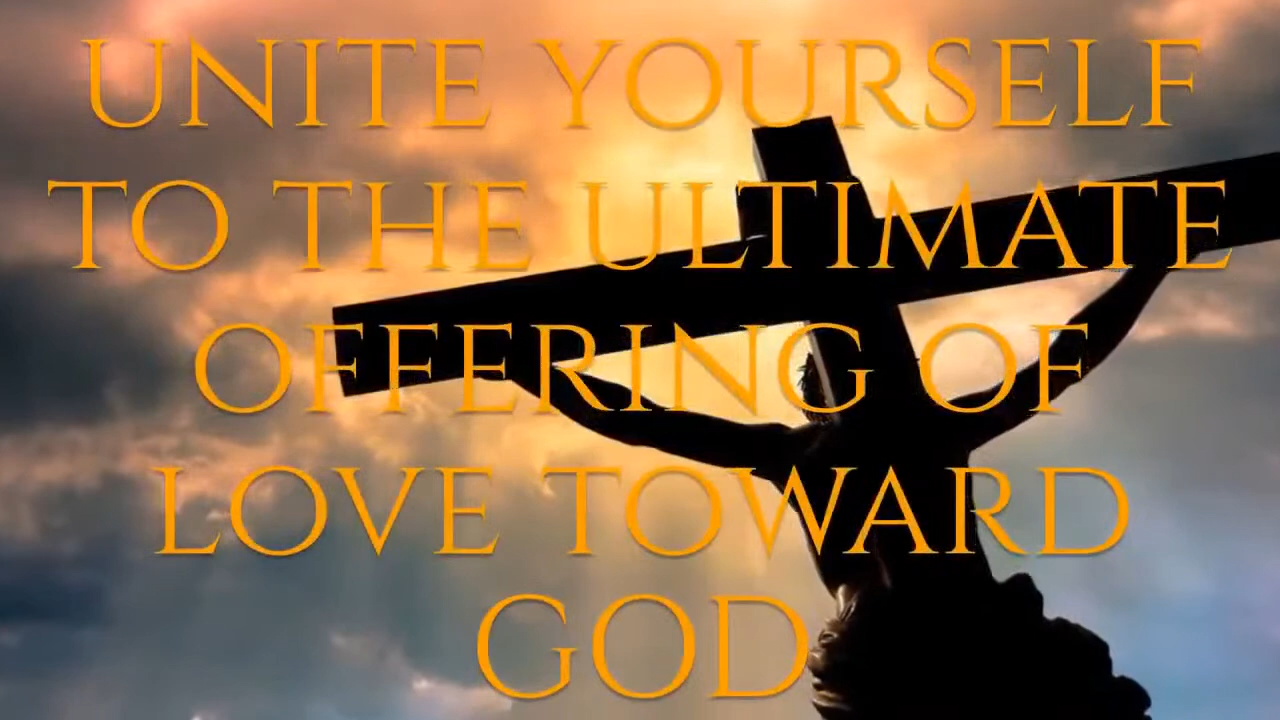 UNITE YOURSELF
TO THE ULTIMATE
OFFERING OF
LOVE TOWARD
GOD